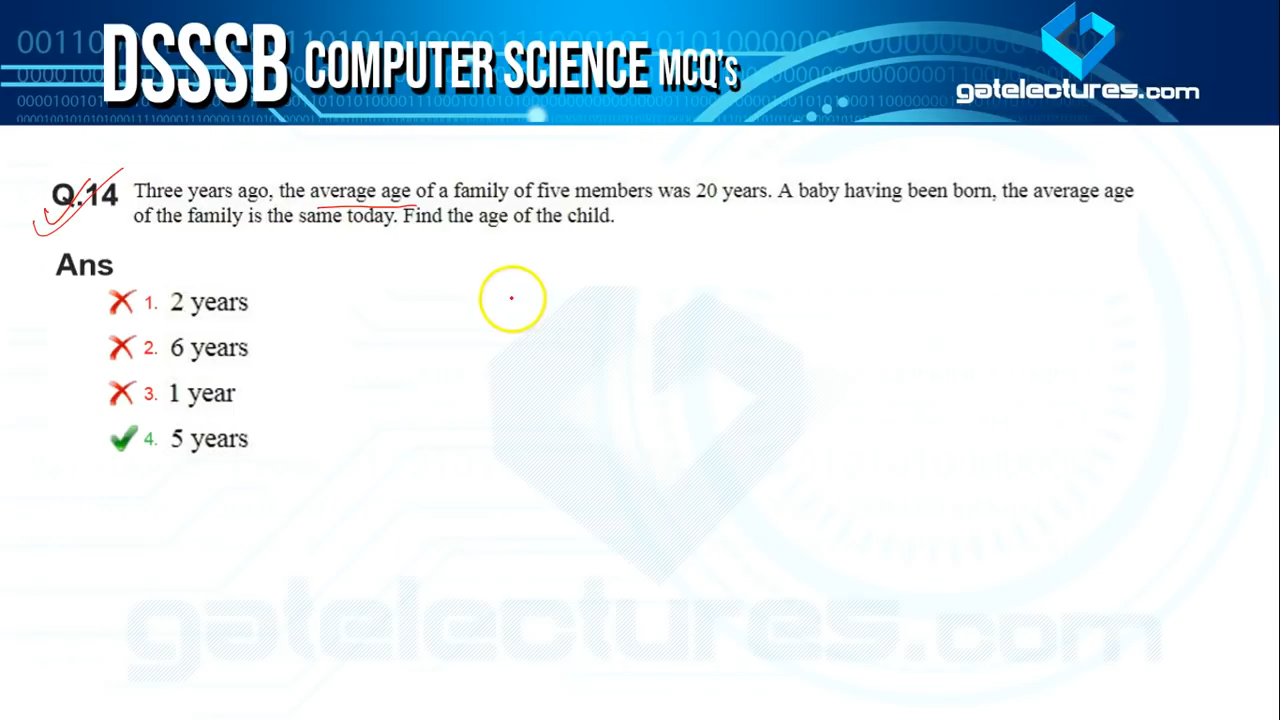 DSSSB COMPUTER SCIENCE MCQ's
gatelectures.com
Q.14 Three years ago, the average age of a family of five members was 20 years. A baby having been born, the average age
of the family is the same today. Find the age of the child.
Ans
1. 2 years
2. 6 years
3. 1 year
4. 5 years
gatelectures.com